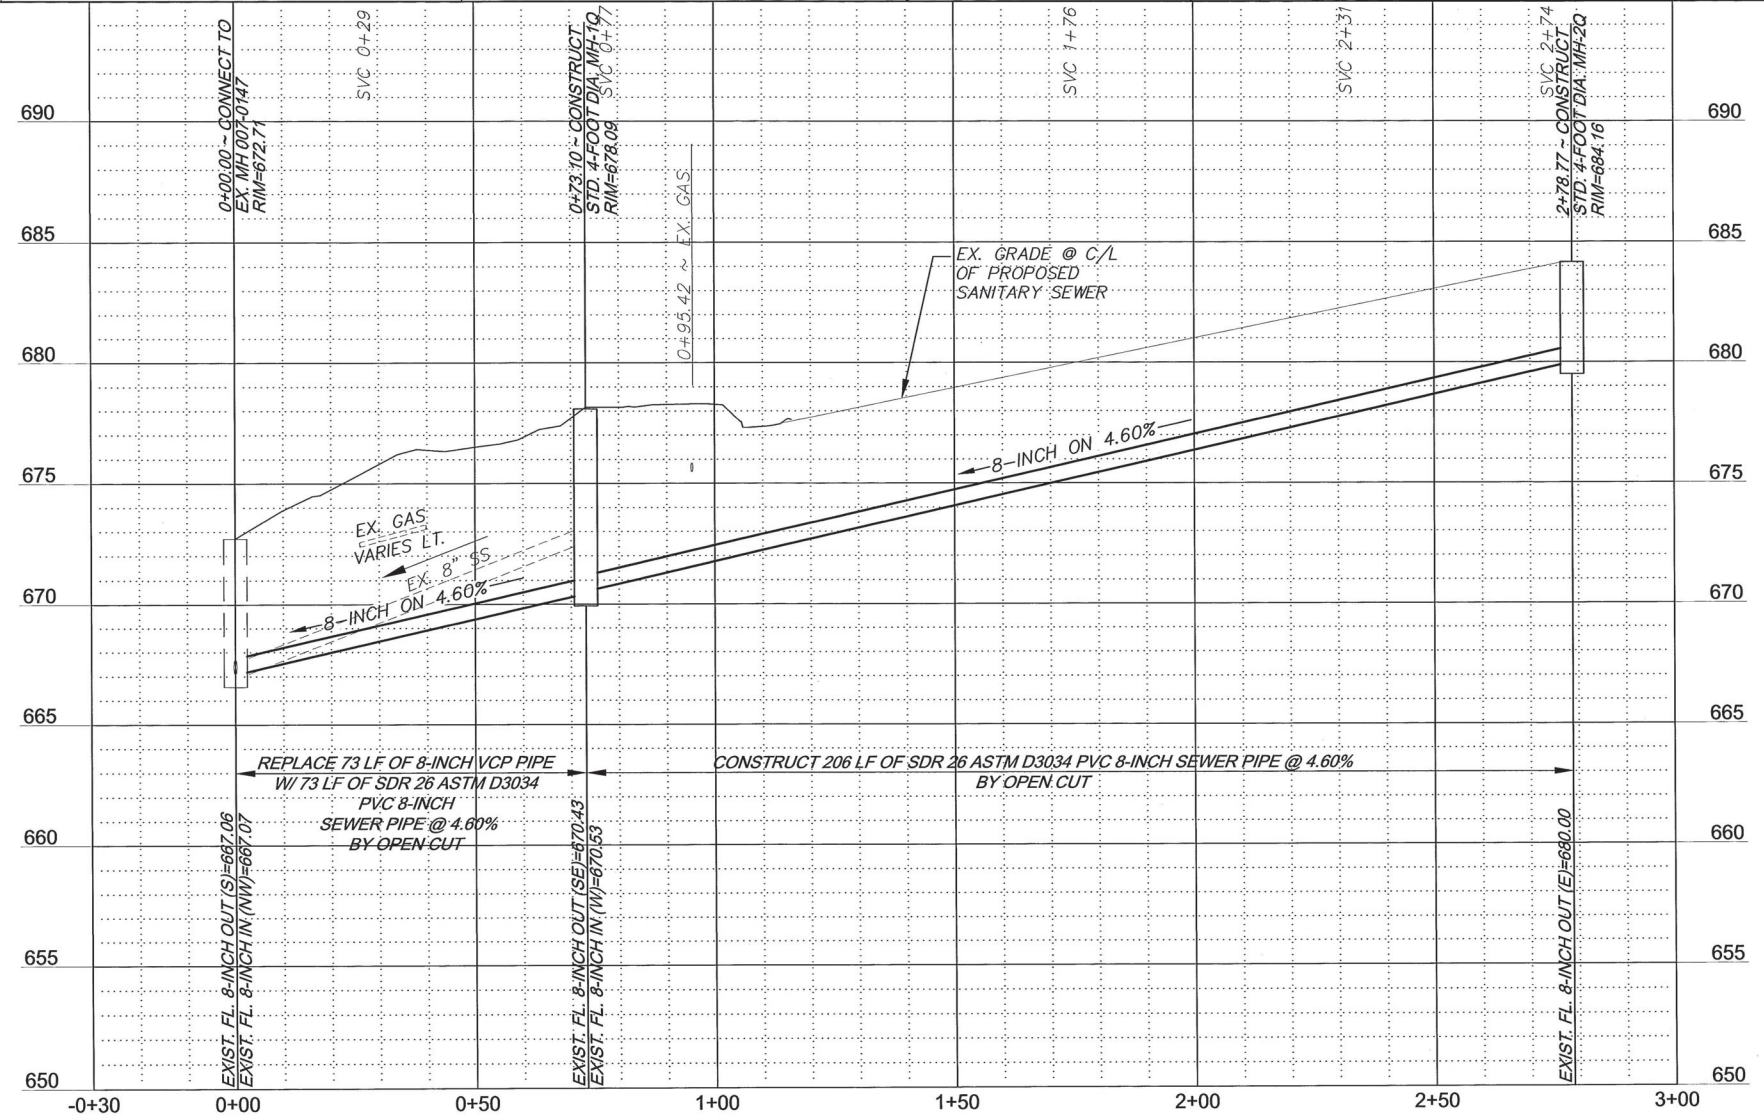 0+00.00 ~ CONNECT TO
EX. MH 007-0147
RIM=672.71
SVC 0+29
0+73.10 ~ CONSTRUCT
STD. 4-FOOT DIA. MH-1Q
RIM=678.09
SVC 0+77
0+95.42 ~ EX. GAS
SVC 1+76
SVC 2+31
SVC 2+74
2+78.77 ~ CONSTRUCT
STD. 4-FOOT DIA. MH-2Q
RIM=684.16
690
690
685
685
EX. GRADE @ C/L
OF PROPOSED
SANITARY SEWER
680
680
8-INCH ON 4.60%
675
675
EX. GAS
VARIES LT.
EX. 8" SS
8-INCH ON 4.60%
670
670
665
665
REPLACE 73 LF OF 8-INCH VCP PIPE
W/ 73 LF OF SDR 26 ASTM D3034
PVC 8-INCH
SEWER PIPE @ 4.60%
BY OPEN CUT
CONSTRUCT 206 LF OF SDR 26 ASTM D3034 PVC 8-INCH SEWER PIPE @ 4.60%
BY OPEN CUT
660
660
EXIST. FL. 8-INCH OUT (S)=667.06
EXIST. FL. 8-INCH IN (NW)=667.07
EXIST. FL. 8-INCH OUT (SE)=670.43
EXIST. FL. 8-INCH IN (W)=670.53
EXIST. FL. 8-INCH OUT (E)=680.00
655
655
650
650
-0+30
0+00
0+50
1+00
1+50
2+00
2+50
3+00